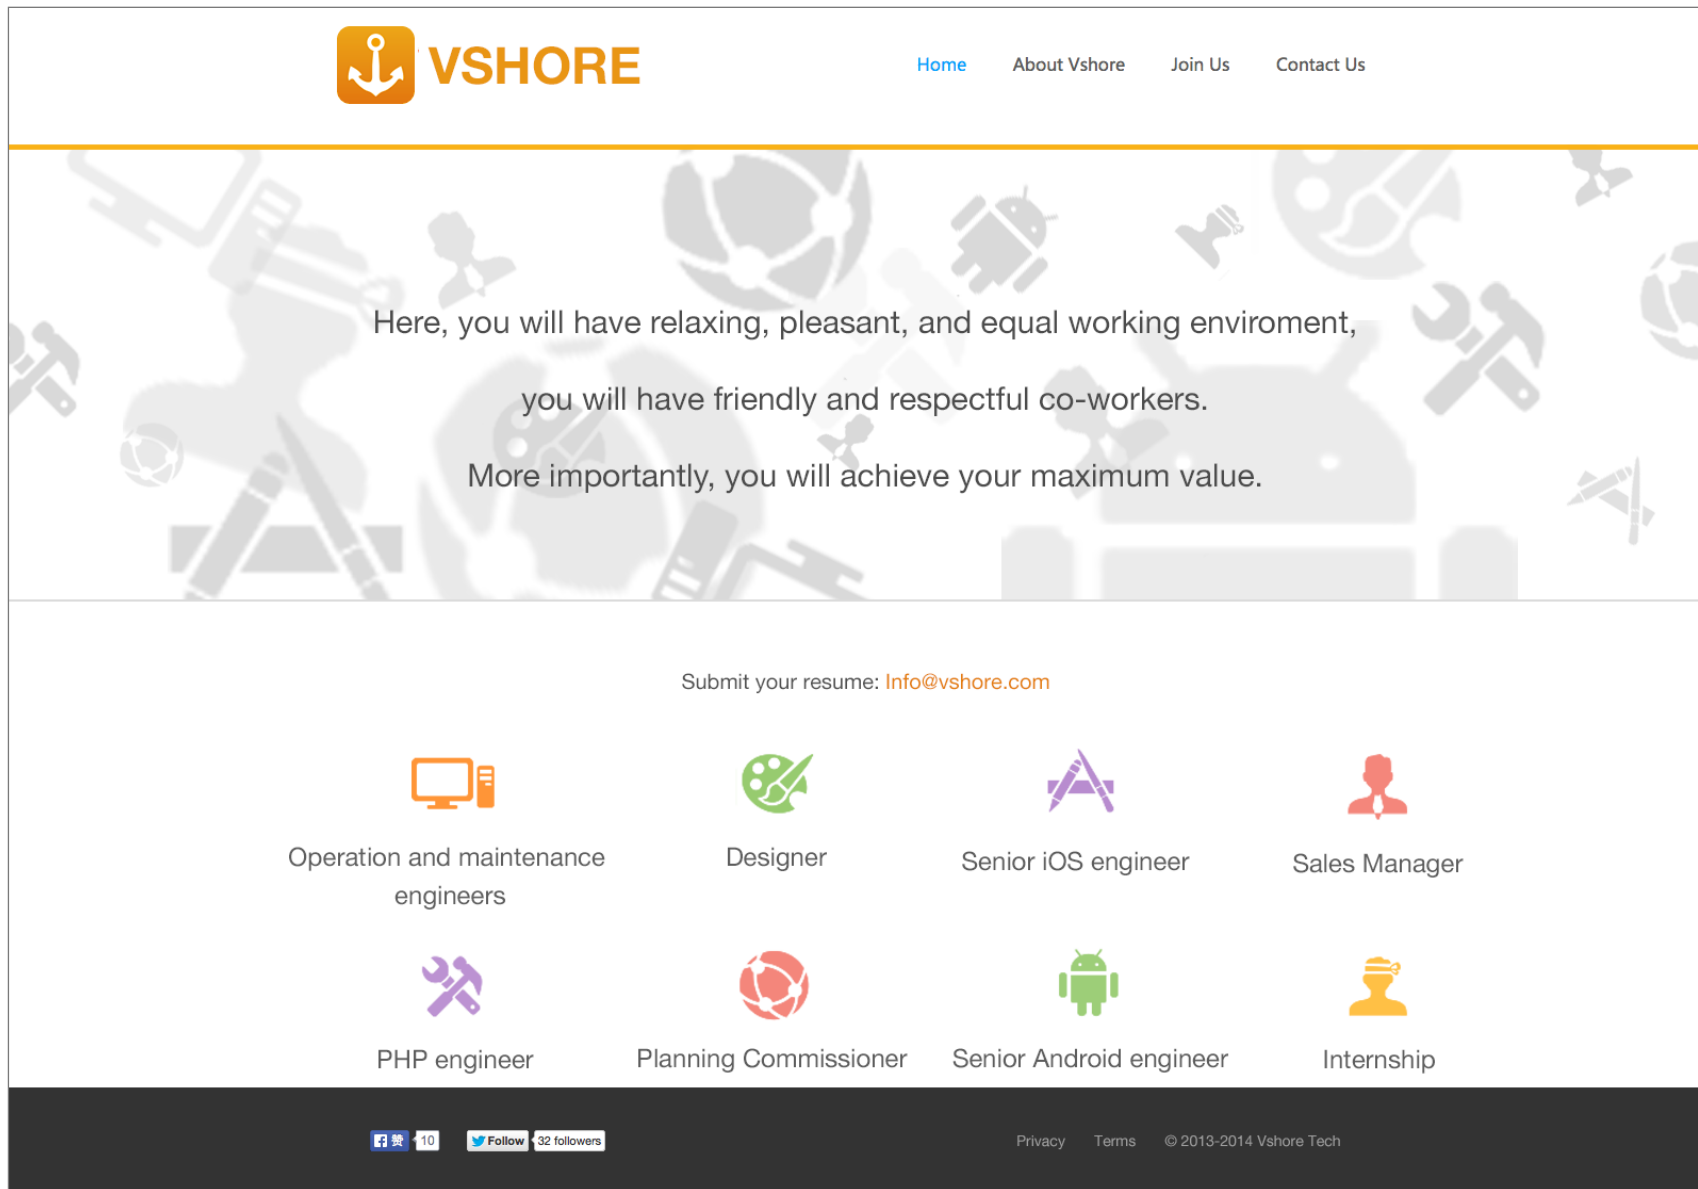 VSHORE
Home About Vshore Join Us Contact Us
Here, you will have relaxing, pleasant, and equal working enviroment,
you will have friendly and respectful co-workers.
More importantly, you will achieve your maximum value.
Submit your resume: Info@vshore.com
Operation and maintenance
engineers
Designer
Senior iOS engineer
Sales Manager
PHP engineer
Planning Commissioner
Senior Android engineer
Internship
赞 10
Follow 32 followers
Privacy Terms © 2013-2014 Vshore Tech